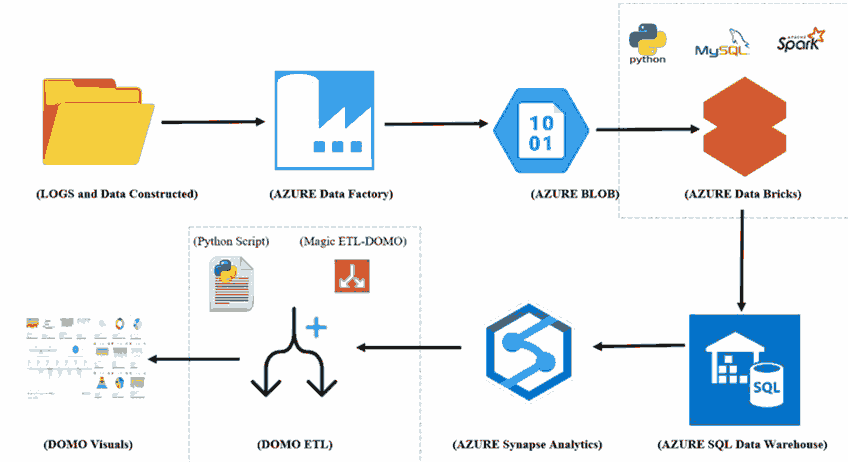 python
MySQL
APACHE
Spark
10
01
(LOGS and Data Constructed)
(AZURE Data Factory)
(AZURE BLOB)
(AZURE Data Bricks)
(Python Script)
(Magic ETL-DOMO)
SQL
(DOMO Visuals)
(DOMO ETL)
(AZURE Synapse Analytics)
(AZURE SQL Data Warehouse)